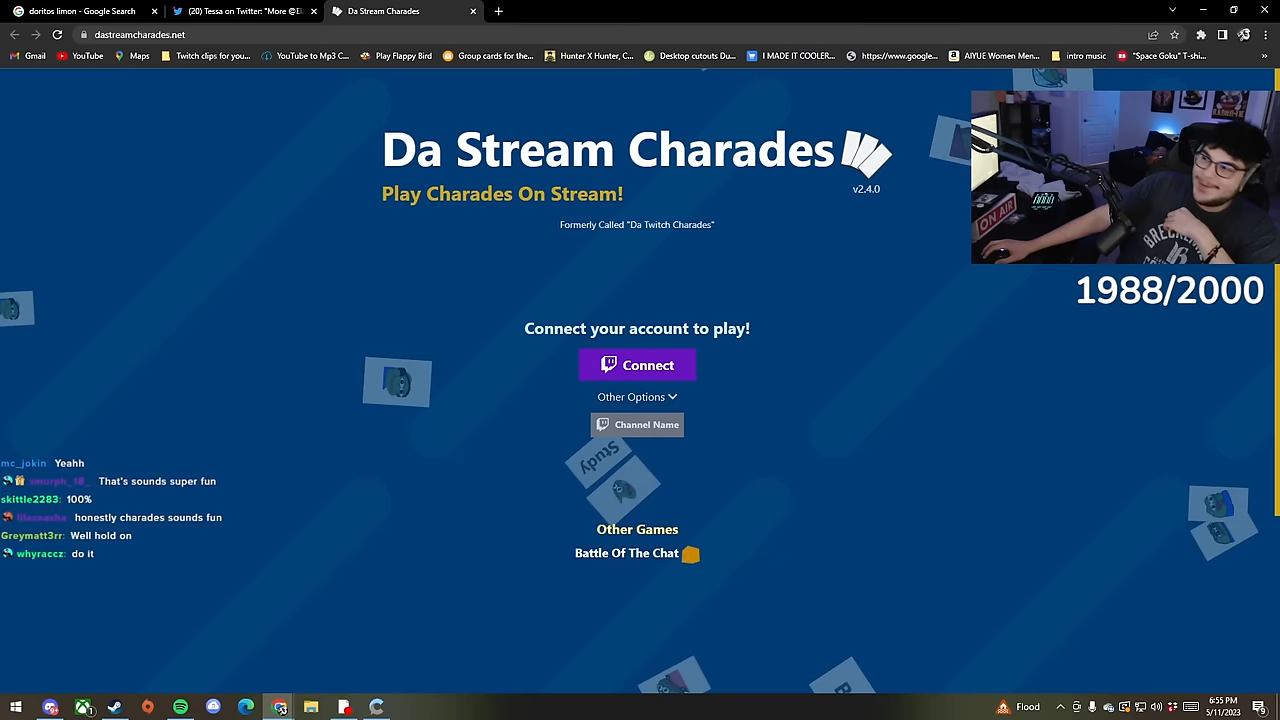 doritos limon - Google Search
(20) Tessa on Twitter: "More @El
Da Stream Charades
dastreamcharades.net
Gmail
YouTube
Maps
Twitch clips for you...
YouTube to Mp3 C...
Play Flappy Bird
Group cards for the...
Hunter X Hunter, C...
Desktop cutouts Du...
I MADE IT COOLER...
https://www.google...
AIYUE Women Men...
intro music
"Space Goku" T-shi...
Da Stream Charades
v2.4.0
Play Charades On Stream!
Formerly Called "Da Twitch Charades"
ON AIR
1988/2000
Connect your account to play!
Connect
Other Options
Channel Name
Study
mc_jokin Yeahh
That's sounds super fun
skittle2283: 100%
honestly charades sounds fun
Greymatt3rr: Well hold on
whyraccz: do it
Other Games
Battle Of The Chat
Flood
6:55 PM
5/11/2023